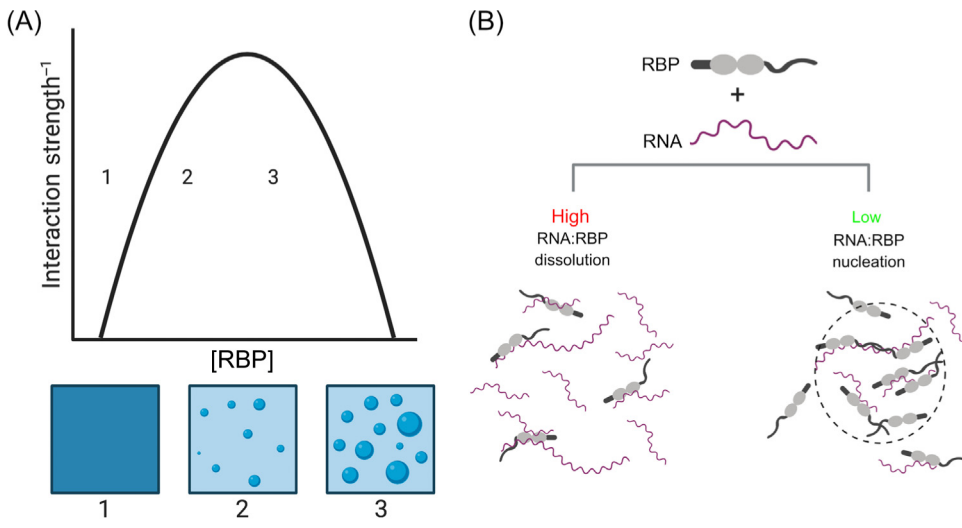 (A)
Interaction strength⁻¹
1
2
3
[RBP]
1
2
3
(B)
RBP
+
RNA
High
RNA:RBP
dissolution
Low
RNA:RBP
nucleation